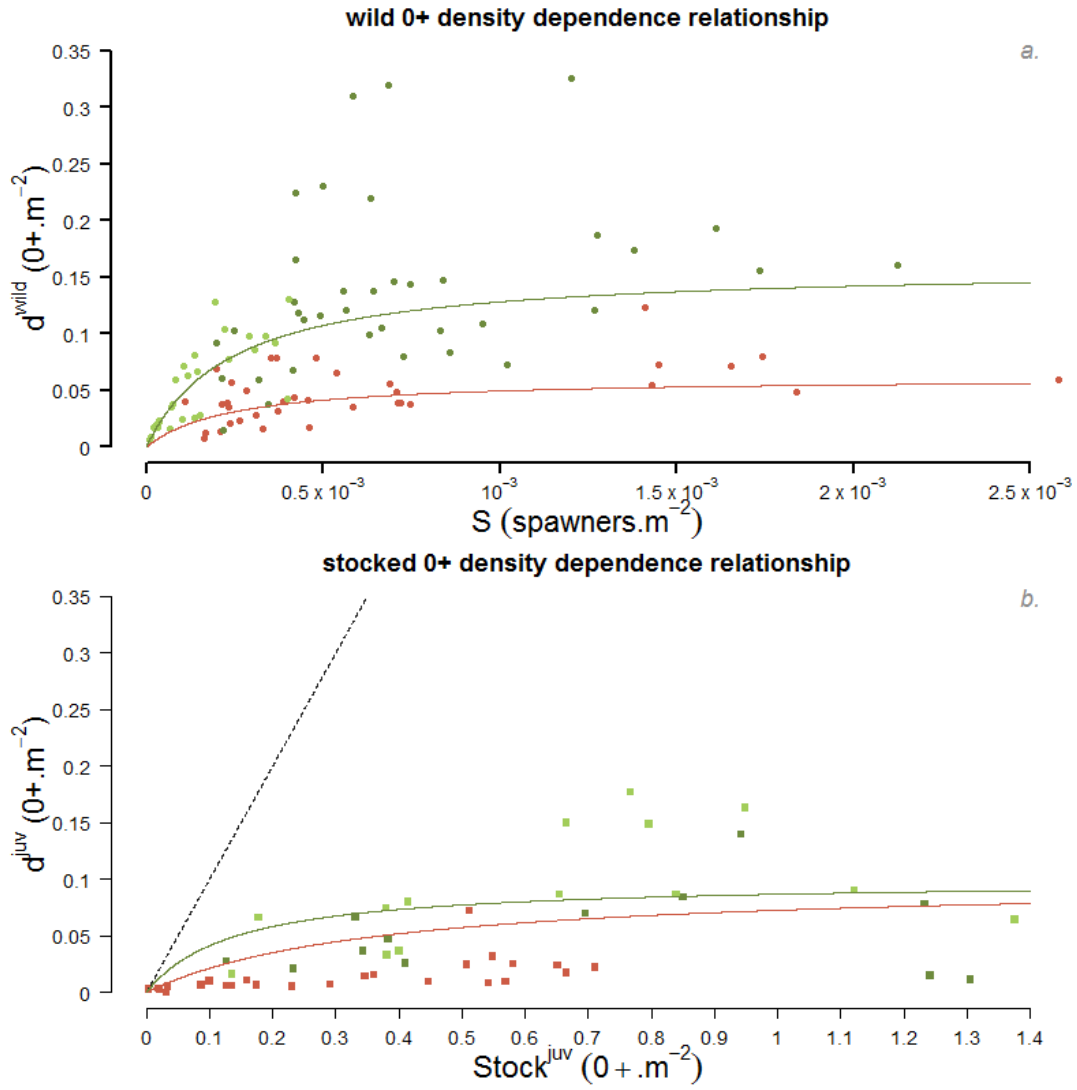 wild 0+ density dependence relationship
a.
0.35
0.3
0.25
0.2
0.15
0.1
0.05
0
d^wild (0+.m^−2)
0 0.5 x 10^−3 10^−3 1.5 x 10^−3 2 x 10^−3 2.5 x 10^−3
S (spawners.m^−2)
stocked 0+ density dependence relationship
b.
0.35
0.3
0.25
0.2
0.15
0.1
0.05
0
d^juv (0+.m^−2)
0 0.1 0.2 0.3 0.4 0.5 0.6 0.7 0.8 0.9 1 1.1 1.2 1.3 1.4
Stock^juv (0+.m^−2)